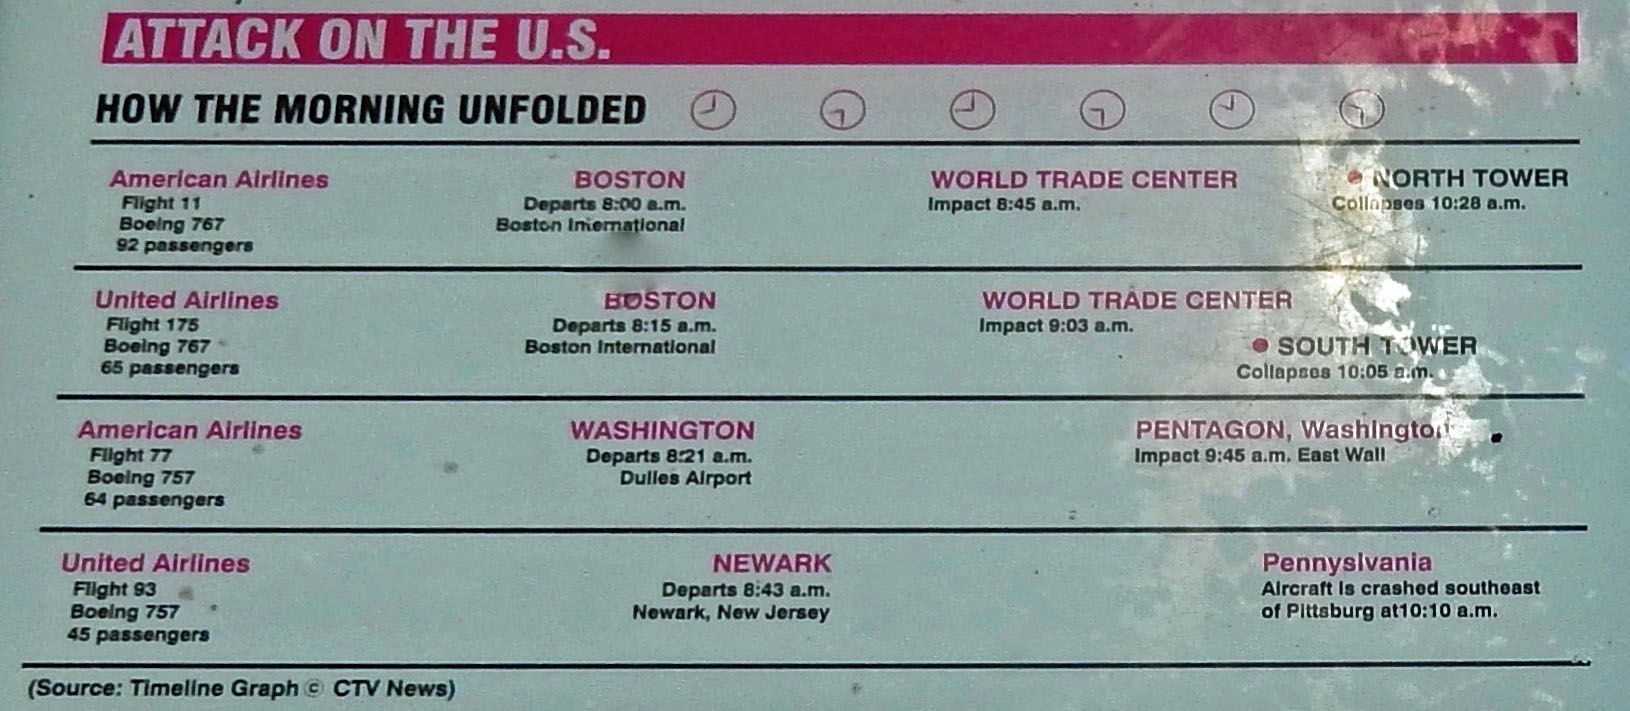 ATTACK ON THE U.S.
HOW THE MORNING UNFOLDED
American Airlines
Flight 11
Boeing 767
92 passengers
BOSTON
Departs 8:00 a.m.
Boston International
WORLD TRADE CENTER
Impact 8:45 a.m.
NORTH TOWER
Collapses 10:28 a.m.
United Airlines
Flight 175
Boeing 767
65 passengers
BOSTON
Departs 8:15 a.m.
Boston International
WORLD TRADE CENTER
Impact 9:03 a.m.
SOUTH TOWER
Collapses 10:05 a.m.
American Airlines
Flight 77
Boeing 757
64 passengers
WASHINGTON
Departs 8:21 a.m.
Dulles Airport
PENTAGON, Washington
Impact 9:45 a.m. East Wall
United Airlines
Flight 93
Boeing 757
45 passengers
NEWARK
Departs 8:43 a.m.
Newark, New Jersey
Pennyslvania
Aircraft is crashed southeast
of Pittsburg at10:10 a.m.
(Source: Timeline Graph © CTV News)